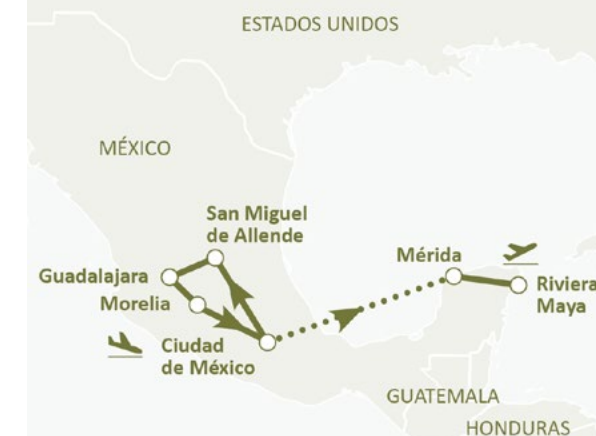 ESTADOS UNIDOS
MÉXICO
San Miguel
de Allende
Mérida
Guadalajara
Riviera
Maya
Morelia
Ciudad
de México
GUATEMALA
HONDURAS